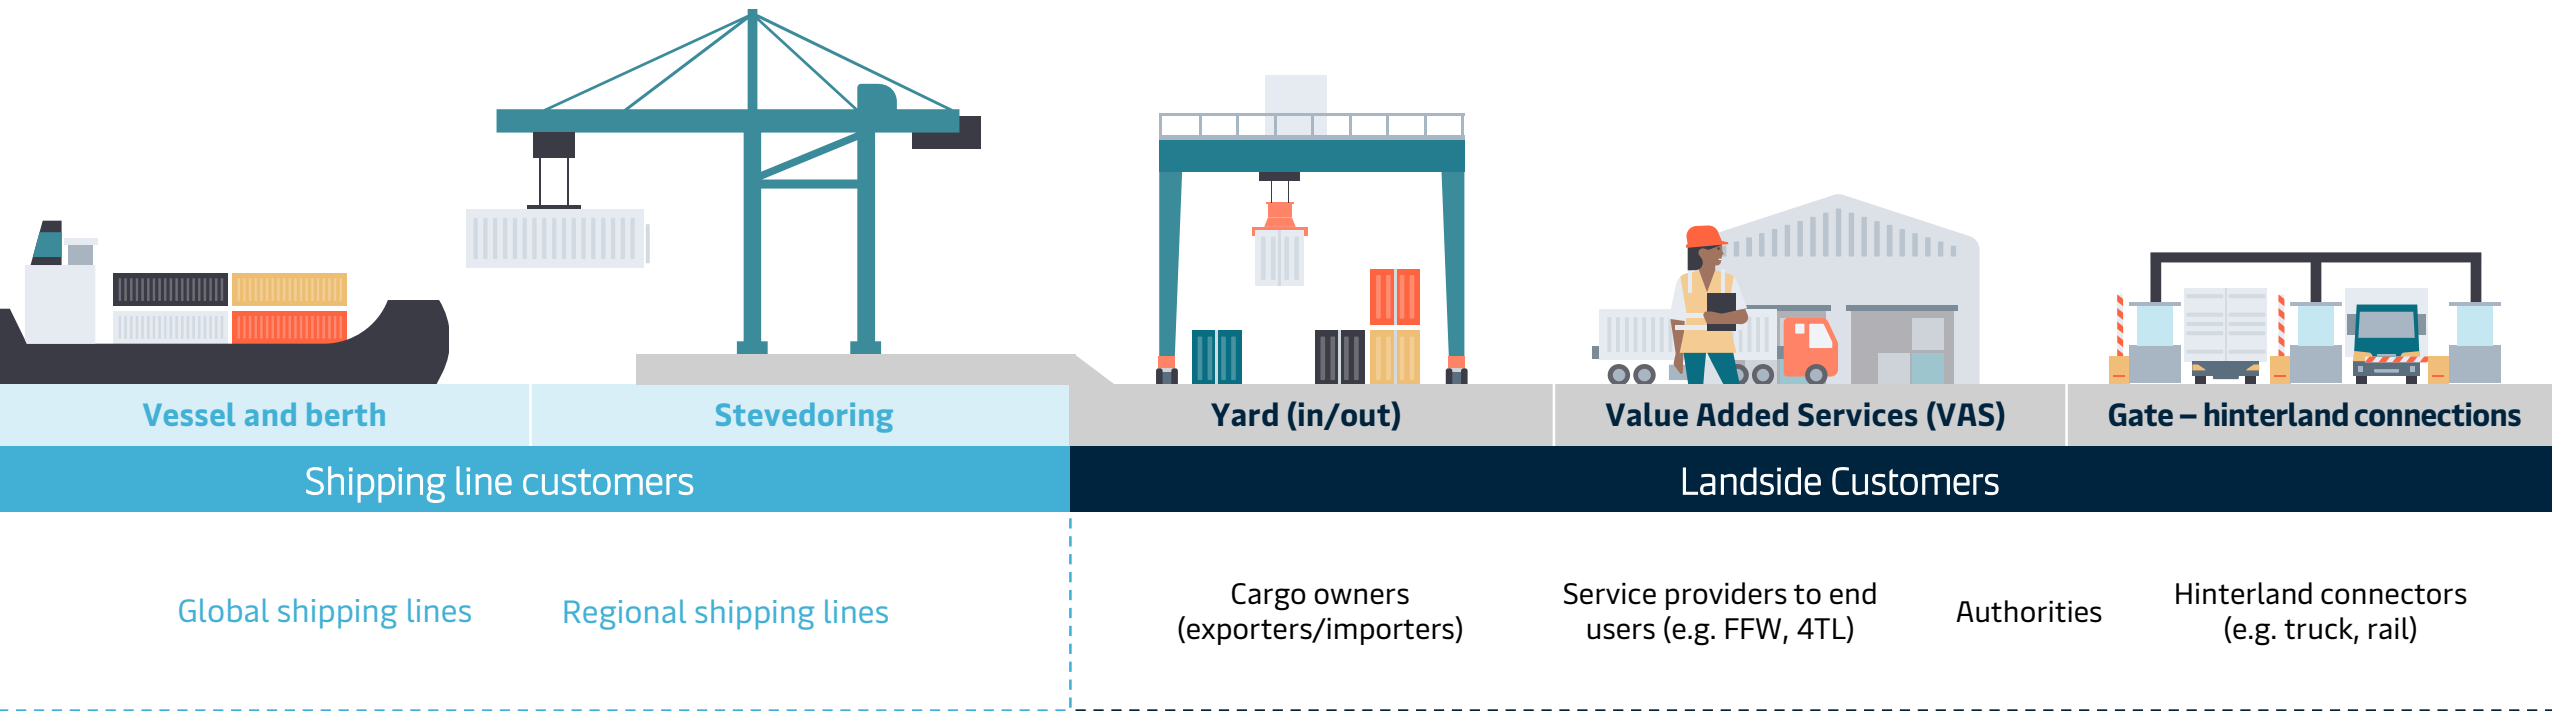 Vessel and berth
Stevedoring
Yard (in/out)
Value Added Services (VAS)
Gate – hinterland connections
Shipping line customers
Landside Customers
Global shipping lines
Regional shipping lines
Cargo owners
(exporters/importers)
Service providers to end
users (e.g. FFW, 4TL)
Authorities
Hinterland connectors
(e.g. truck, rail)